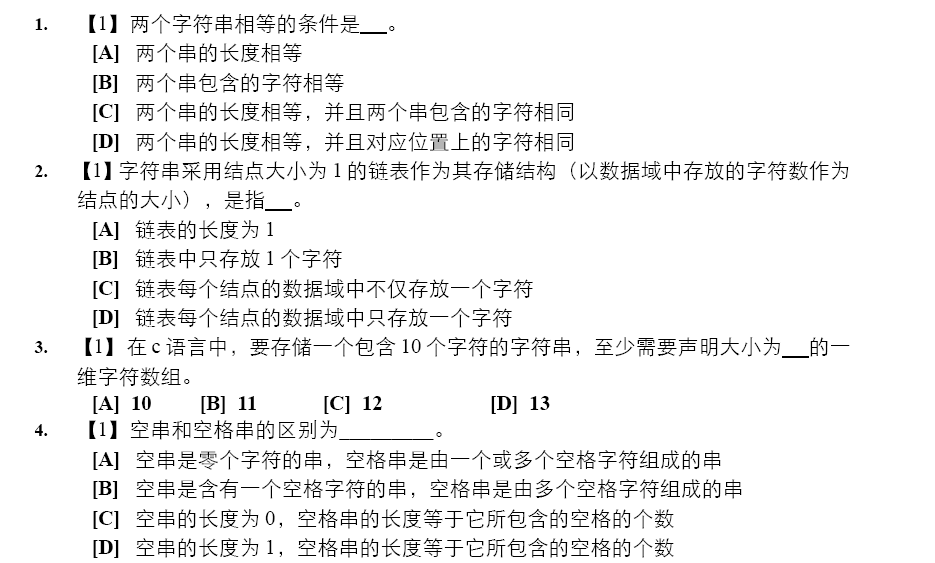 1. 【1】两个字符串相等的条件是___。
[A] 两个串的长度相等
[B] 两个串包含的字符相等
[C] 两个串的长度相等，并且两个串包含的字符相同
[D] 两个串的长度相等，并且对应位置上的字符相同
2. 【1】字符串采用结点大小为 1 的链表作为其存储结构（以数据域中存放的字符数作为
结点的大小），是指___。
[A] 链表的长度为 1
[B] 链表中只存放 1 个字符
[C] 链表每个结点的数据域中不仅存放一个字符
[D] 链表每个结点的数据域中只存放一个字符
3. 【1】在 c 语言中，要存储一个包含 10 个字符的字符串，至少需要声明大小为___的一
维字符数组。
[A] 10 [B] 11 [C] 12 [D] 13
4. 【1】空串和空格串的区别为_________。
[A] 空串是零个字符的串，空格串是由一个或多个空格字符组成的串
[B] 空串是含有一个空格字符的串，空格串是由多个空格字符组成的串
[C] 空串的长度为 0，空格串的长度等于它所包含的空格的个数
[D] 空串的长度为 1，空格串的长度等于它所包含的空格的个数